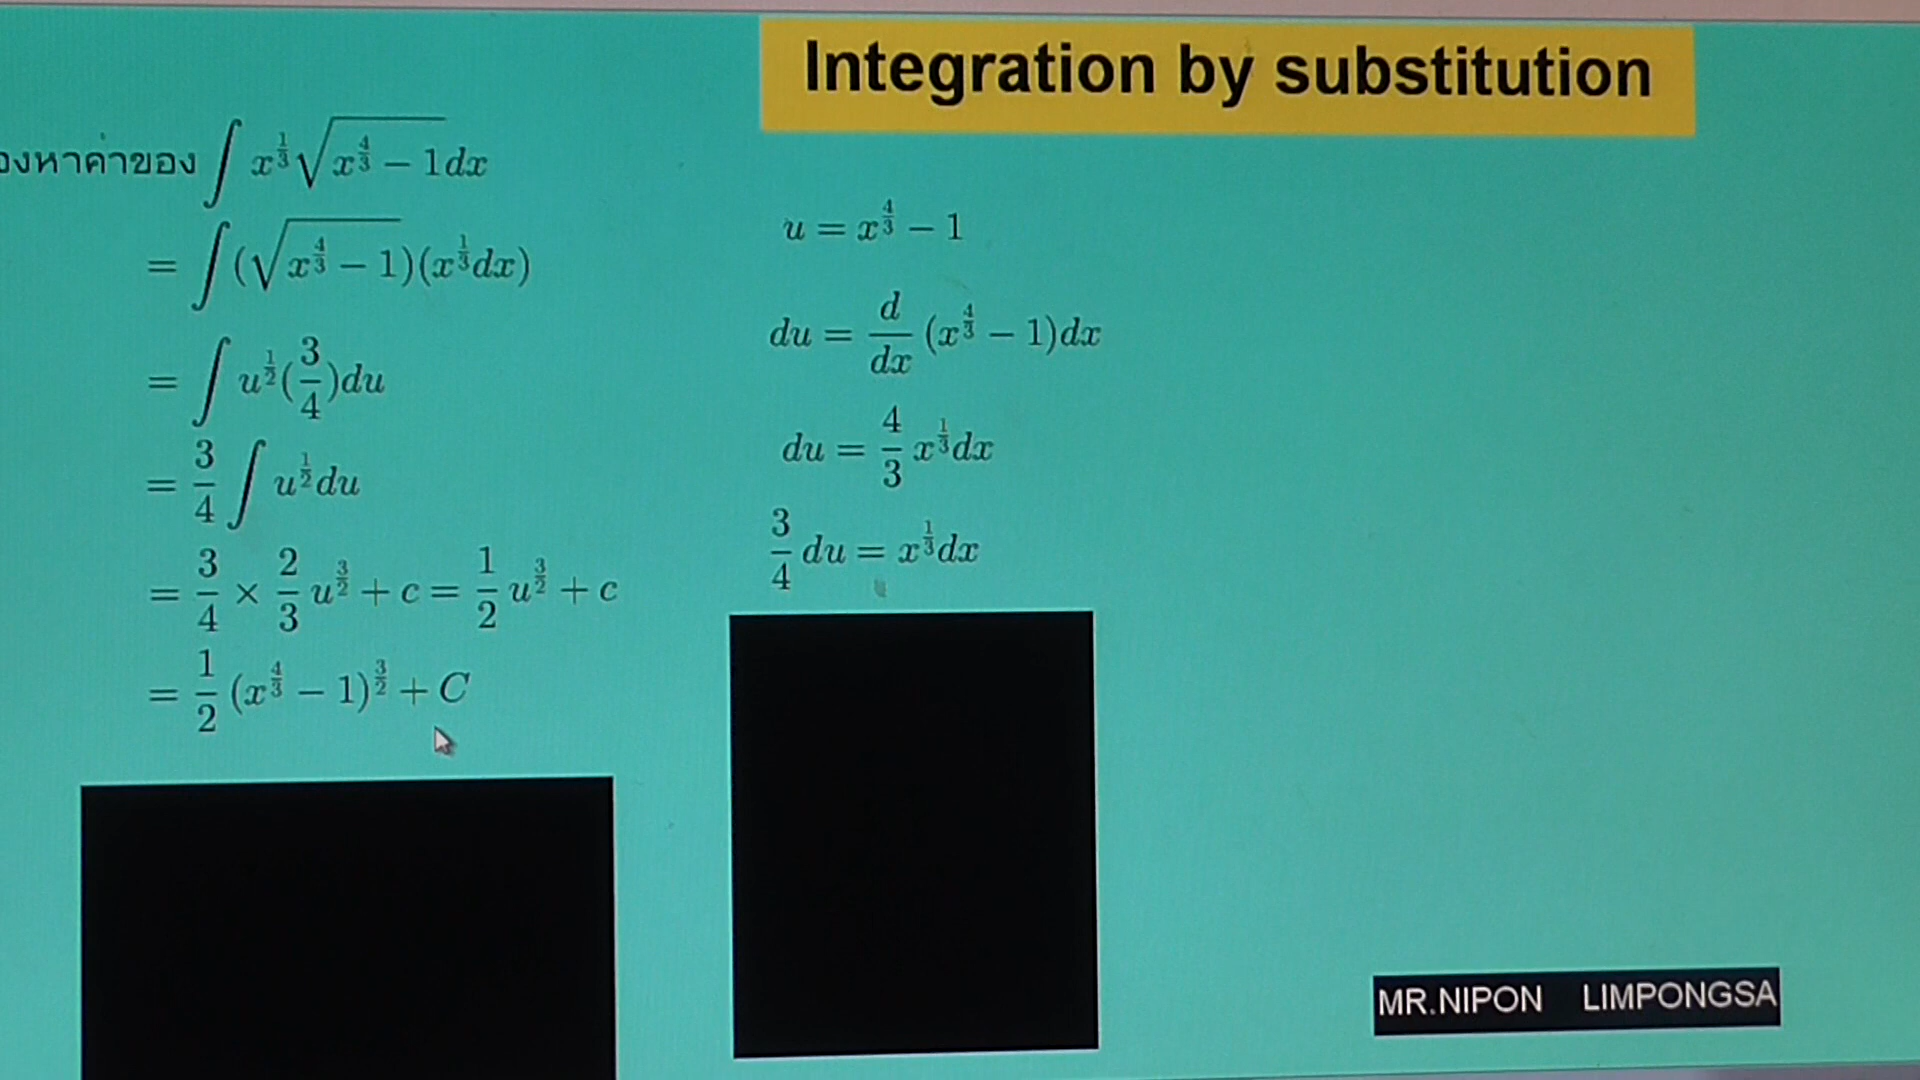 Integration by substitution
องหาค่าของ ∫ x^{1/3} √(x^{4/3} − 1) dx
= ∫ (√(x^{4/3} − 1)) (x^{1/3} dx)
= ∫ u^{1/2} (3/4) du
= 3/4 ∫ u^{1/2} du
= 3/4 × 2/3 u^{3/2} + c = 1/2 u^{3/2} + c
= 1/2 (x^{4/3} − 1)^{3/2} + C
u = x^{4/3} − 1
du = d/dx (x^{4/3} − 1) dx
du = 4/3 x^{1/3} dx
3/4 du = x^{1/3} dx
MR.NIPON LIMPONGSA